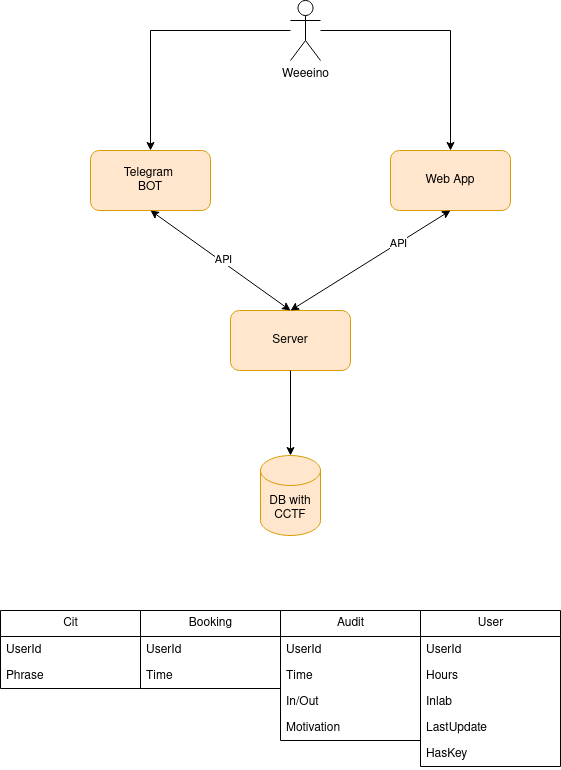 Weeeino
Telegram
BOT
Web App
API
API
Server
DB with
CCTF
Cit
UserId
Phrase
Booking
UserId
Time
Audit
UserId
Time
In/Out
Motivation
User
UserId
Hours
Inlab
LastUpdate
HasKey